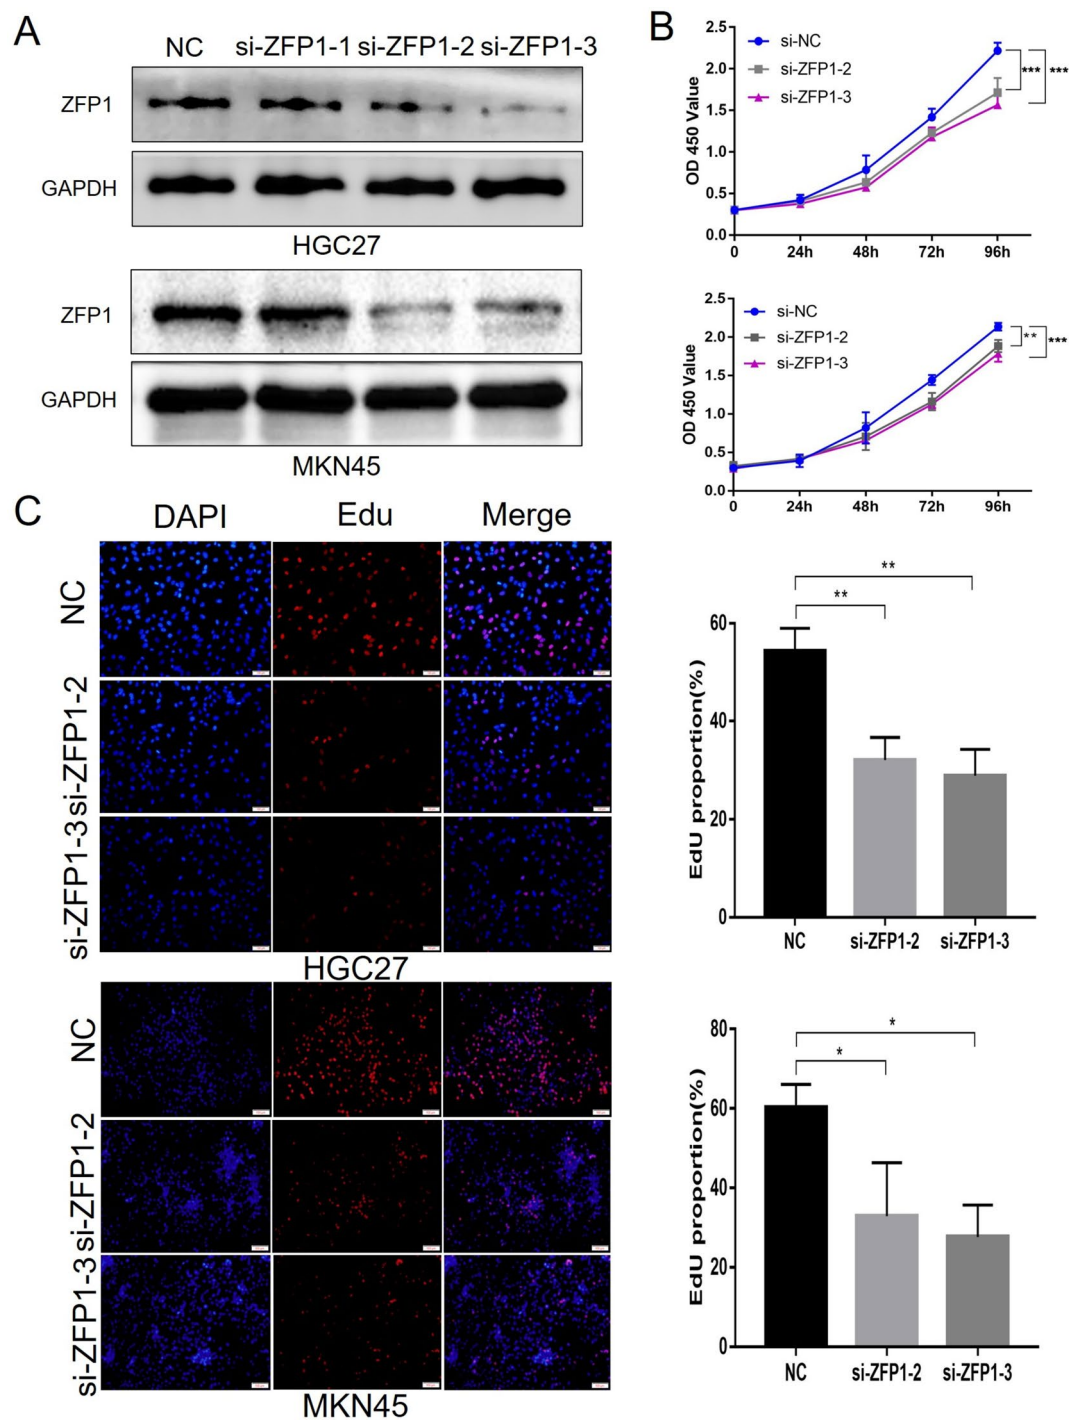 A
NC si-ZFP1-1 si-ZFP1-2 si-ZFP1-3
ZFP1
GAPDH
HGC27
ZFP1
GAPDH
MKN45
B
OD 450 Value
2.5
2.0
1.5
1.0
0.5
0.0
0 24h 48h 72h 96h
si-NC
si-ZFP1-2
si-ZFP1-3
*** ***
OD 450 Value
2.5
2.0
1.5
1.0
0.5
0.0
0 24h 48h 72h 96h
si-NC
si-ZFP1-2
si-ZFP1-3
** ***
C
DAPI Edu Merge
NC
si-ZFP1-2
si-ZFP1-3
HGC27
NC
si-ZFP1-2
si-ZFP1-3
MKN45
EdU proportion(%)
60
40
20
0
**
**
NC si-ZFP1-2 si-ZFP1-3
EdU proportion(%)
80
60
40
20
0
*
*
NC si-ZFP1-2 si-ZFP1-3